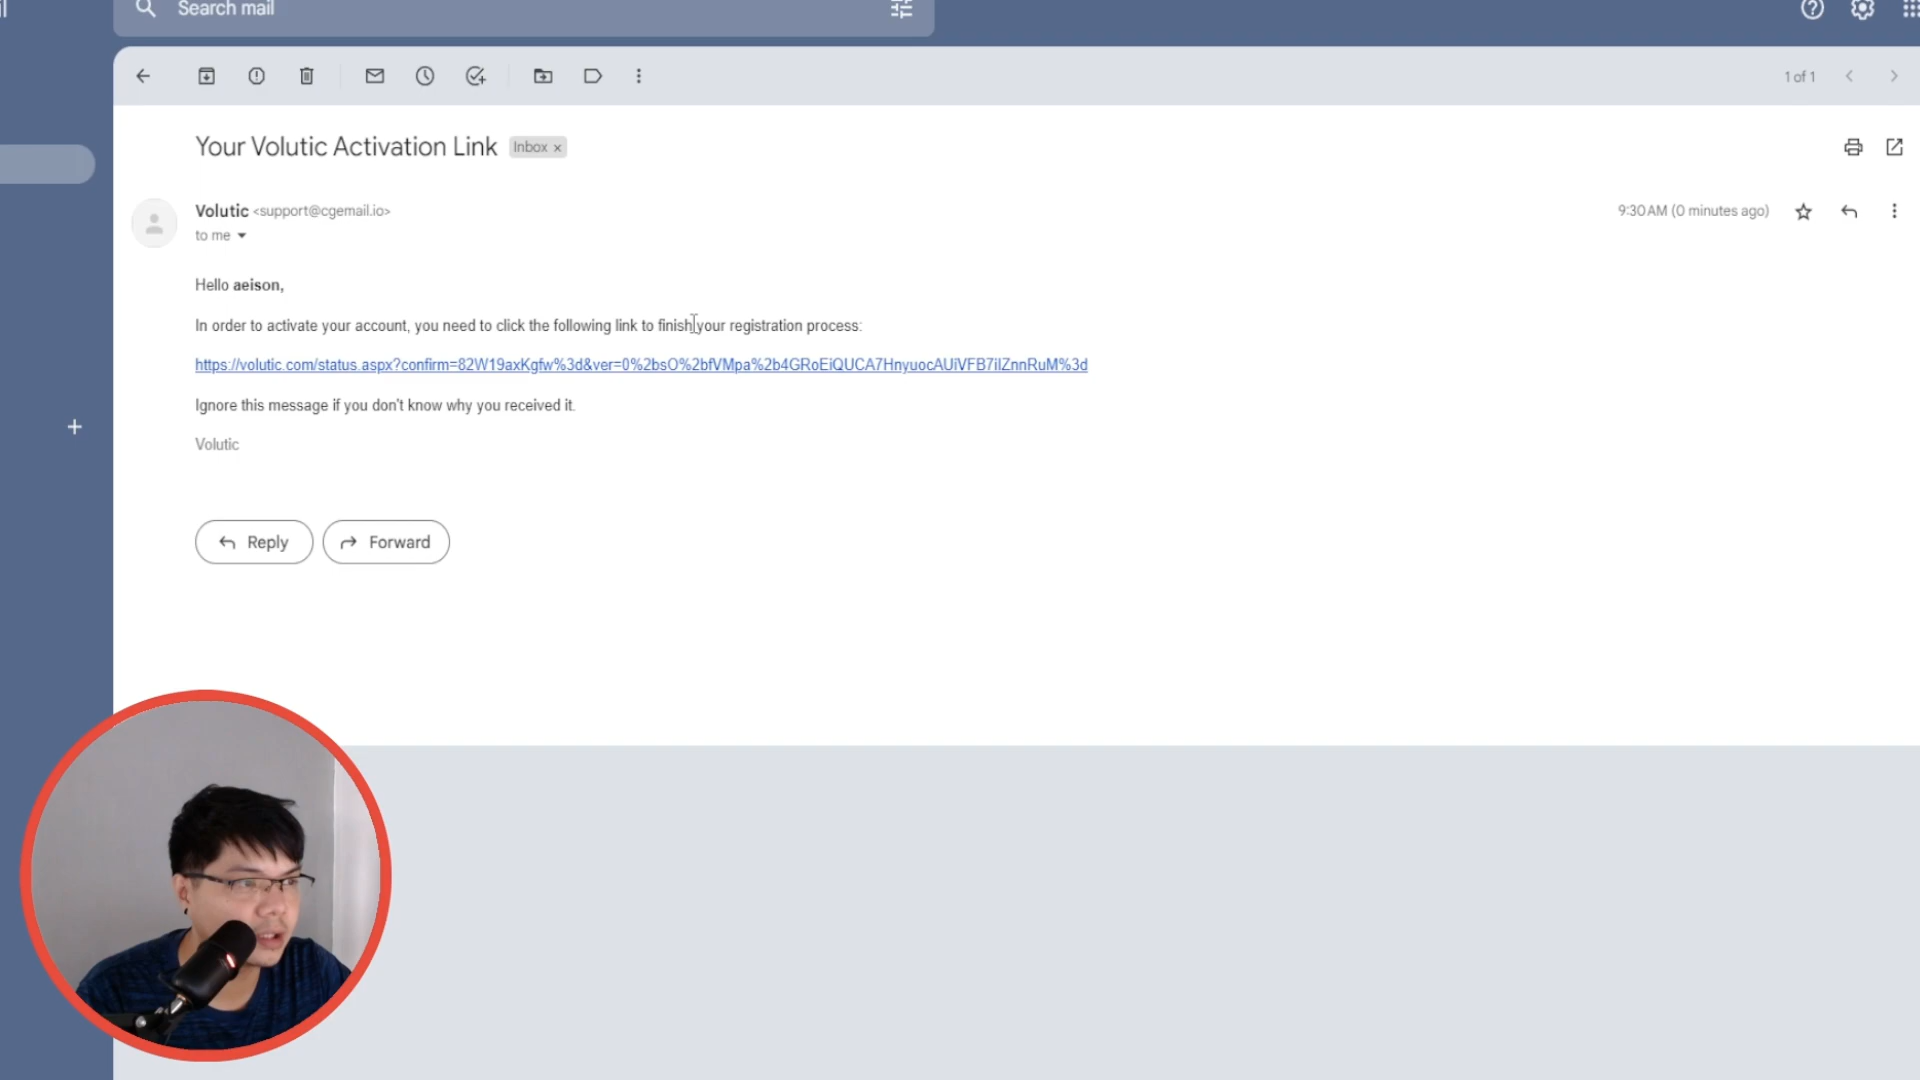 Search mail
1 of 1
Your Volutic Activation Link Inbox x
Volutic <support@cgemail.io>
9:30 AM (0 minutes ago)
to me
Hello aeison,
In order to activate your account, you need to click the following link to finish your registration process:
https://volutic.com/status.aspx?confirm=82W19axKgfw%3d&ver=0%2bsO%2bfVMpa%2b4GRoEiQUCA7HnyuocAUiVFB7iIZnnRuM%3d
Ignore this message if you don't know why you received it.
Volutic
Reply
Forward